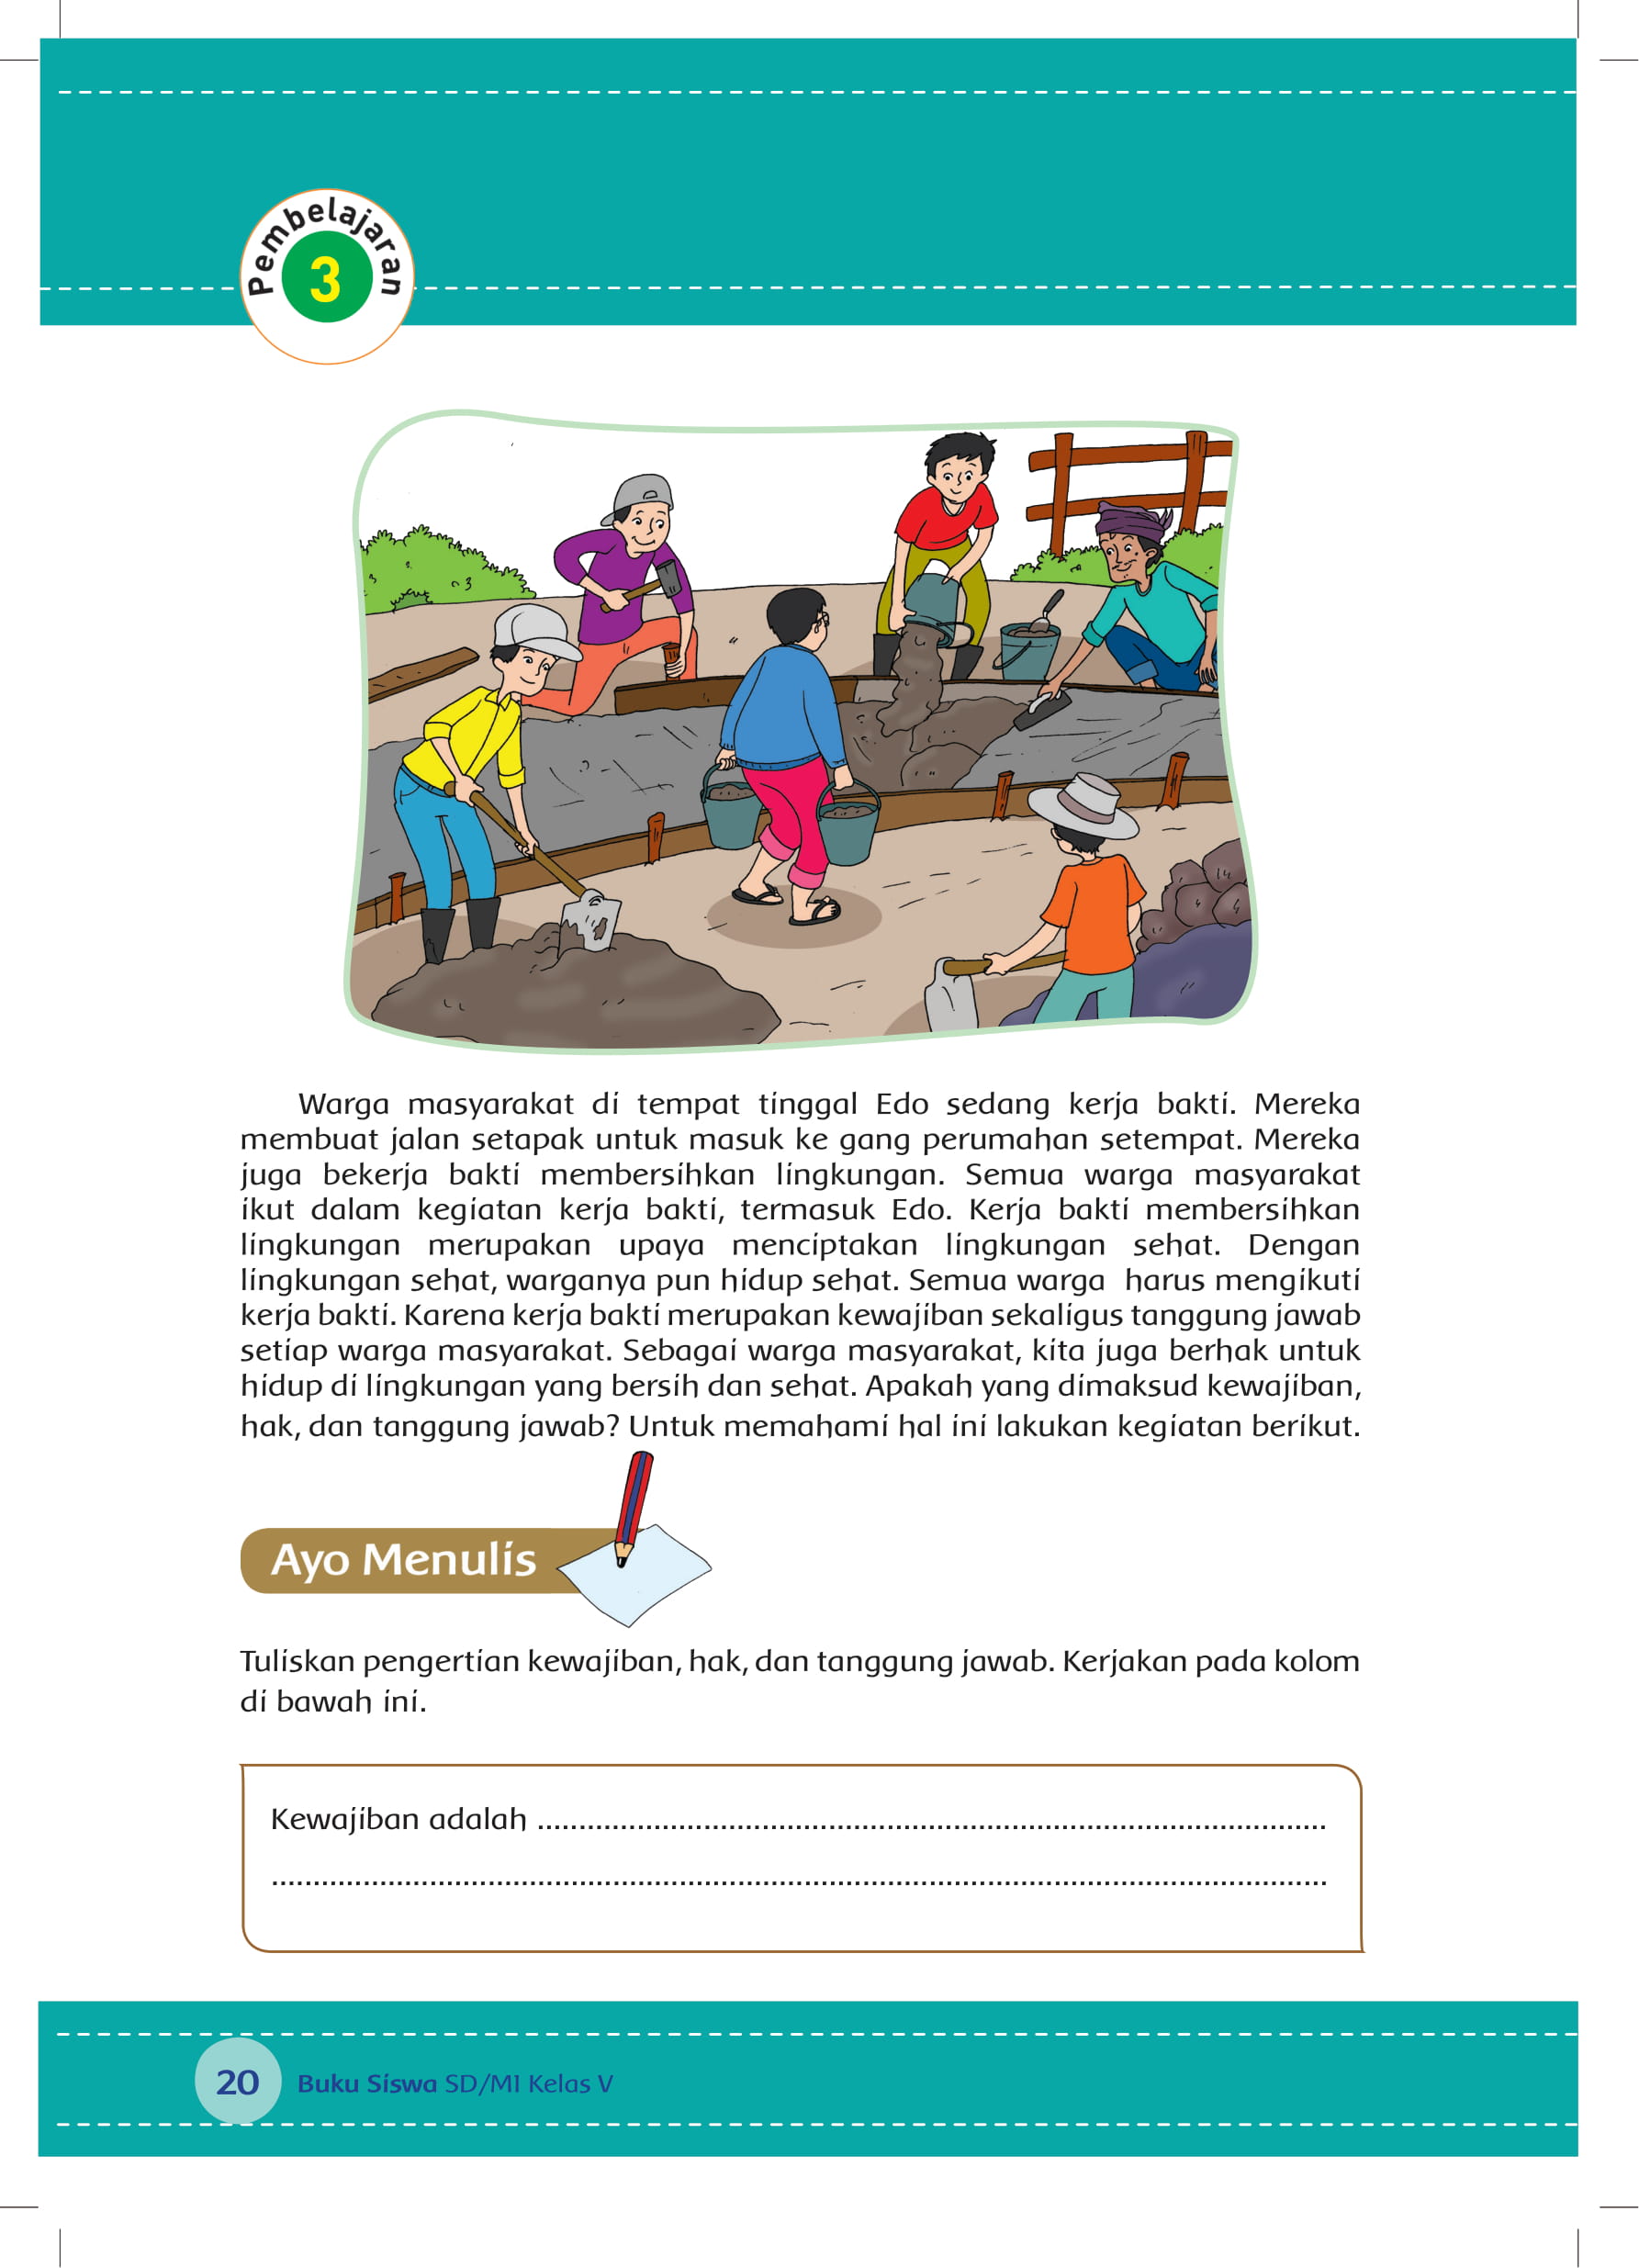 Pembelajaran
3
Warga masyarakat di tempat tinggal Edo sedang kerja bakti. Mereka
membuat jalan setapak untuk masuk ke gang perumahan setempat. Mereka
juga bekerja bakti membersihkan lingkungan. Semua warga masyarakat
ikut dalam kegiatan kerja bakti, termasuk Edo. Kerja bakti membersihkan
lingkungan merupakan upaya menciptakan lingkungan sehat. Dengan
lingkungan sehat, warganya pun hidup sehat. Semua warga harus mengikuti
kerja bakti. Karena kerja bakti merupakan kewajiban sekaligus tanggung jawab
setiap warga masyarakat. Sebagai warga masyarakat, kita juga berhak untuk
hidup di lingkungan yang bersih dan sehat. Apakah yang dimaksud kewajiban,
hak, dan tanggung jawab? Untuk memahami hal ini lakukan kegiatan berikut.
Ayo Menulis
Tuliskan pengertian kewajiban, hak, dan tanggung jawab. Kerjakan pada kolom
di bawah ini.
Kewajiban adalah ................................................................................................
................................................................................................................................
20 Buku Siswa SD/MI Kelas V